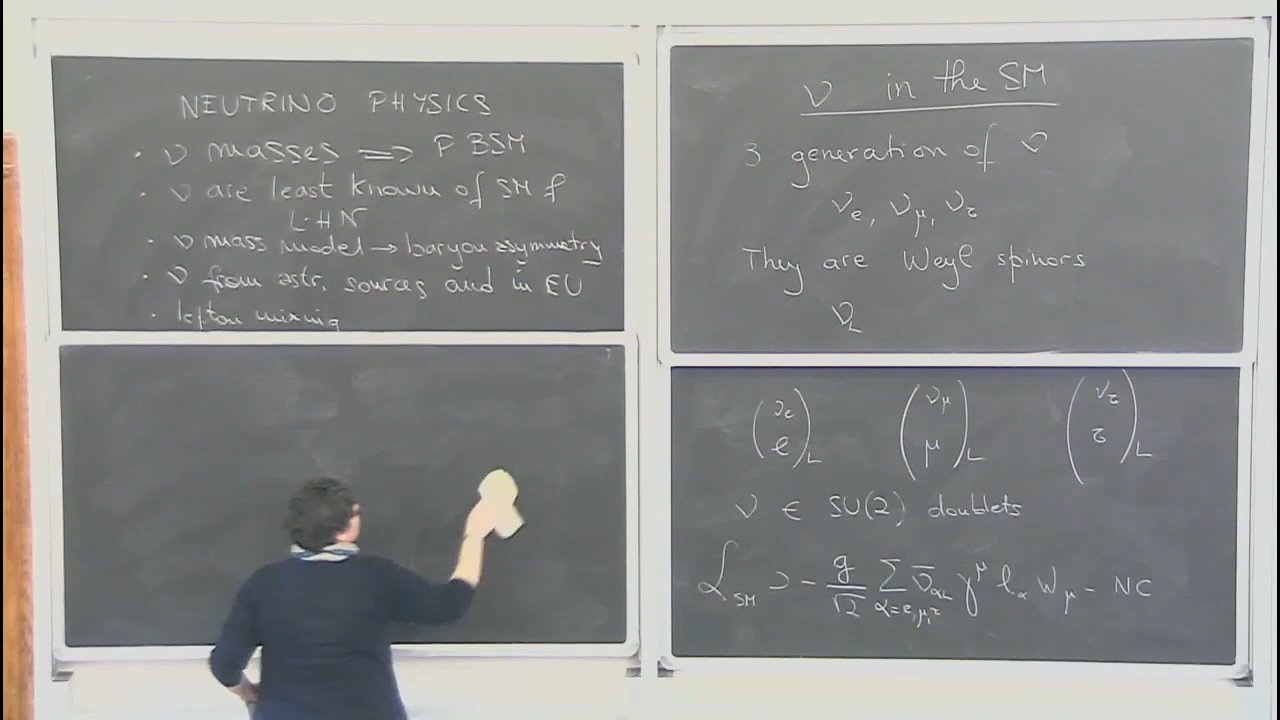 NEUTRINO PHYSICS
· ν masses ⟹ P BSM
· ν are least known of SM f
L·HN
· ν mass model → baryon asymmetry
· ν from astr. sources and in EU
· lepton mixing
ν in the SM
3 generation of ν
νe, νμ, ντ
They are Weyl spinors
νL
(νe e)L (νμ μ)L (ντ τ)L
ν ∈ SU(2) doublets
ℒSM ⊃ - g/√2 Σα=e,μ,τ ν̄αL γ^μ ℓα Wμ - NC